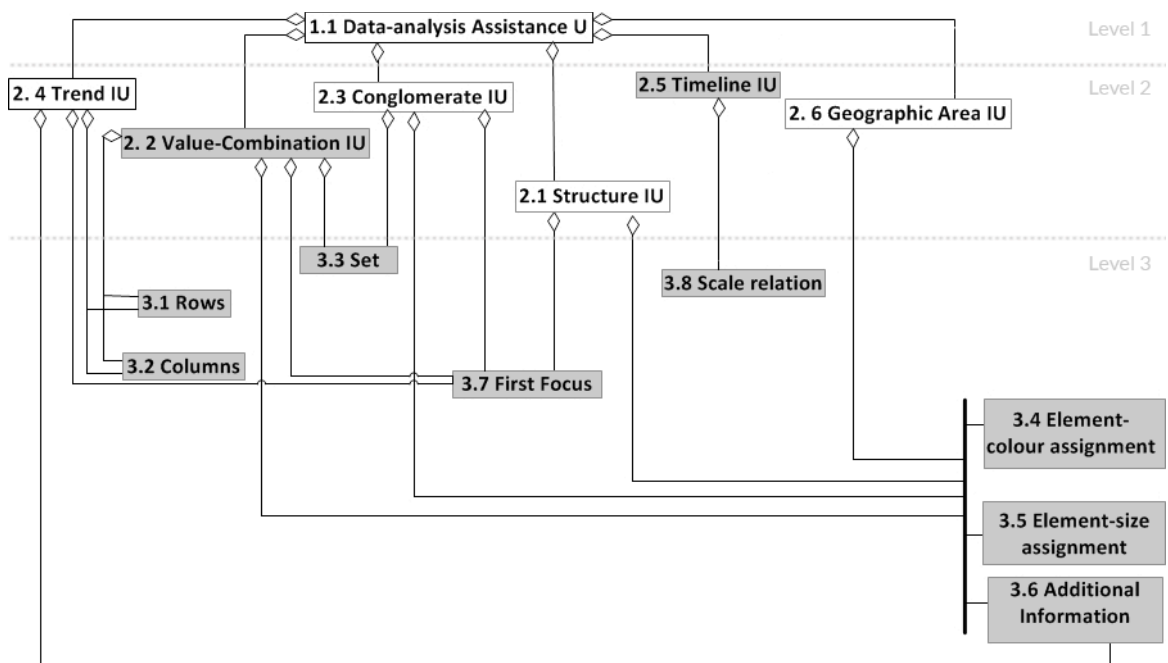 1.1 Data-analysis Assistance U
Level 1
2. 4 Trend IU
2.3 Conglomerate IU
2.5 Timeline IU
Level 2
2. 6 Geographic Area IU
2. 2 Value-Combination IU
2.1 Structure IU
3.3 Set
Level 3
3.8 Scale relation
3.1 Rows
3.2 Columns
3.7 First Focus
3.4 Element-
colour assignment
3.5 Element-size
assignment
3.6 Additional
Information